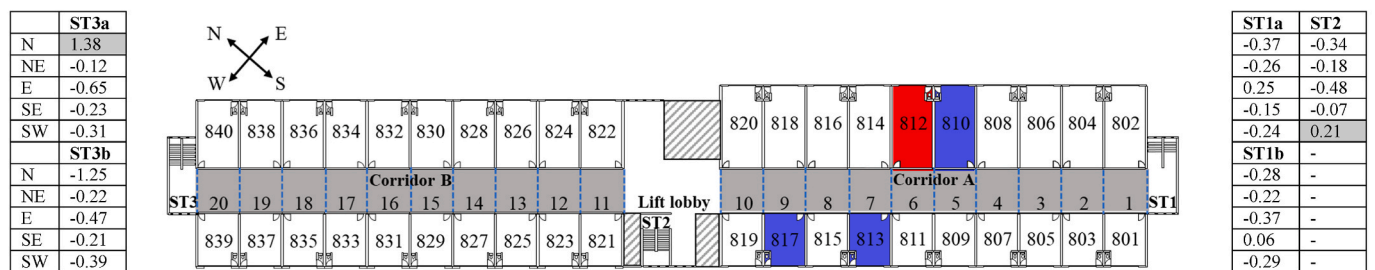 ST3a
N 1.38
NE -0.12
E -0.65
SE -0.23
SW -0.31
ST3b
N -1.25
NE -0.22
E -0.47
SE -0.21
SW -0.39
N E
W S
840 838 836 834 832 830 828 826 824 822 820 818 816 814 812 810 808 806 804 802
Corridor B Corridor A
ST3 20 19 18 17 16 15 14 13 12 11 Lift lobby 10 9 8 7 6 5 4 3 2 1 ST1
ST2
839 837 835 833 831 829 827 825 823 821 819 817 815 813 811 809 807 805 803 801
ST1a ST2
-0.37 -0.34
-0.26 -0.18
0.25 -0.48
-0.15 -0.07
-0.24 0.21
ST1b -
-0.28 -
-0.22 -
-0.37 -
0.06 -
-0.29 -